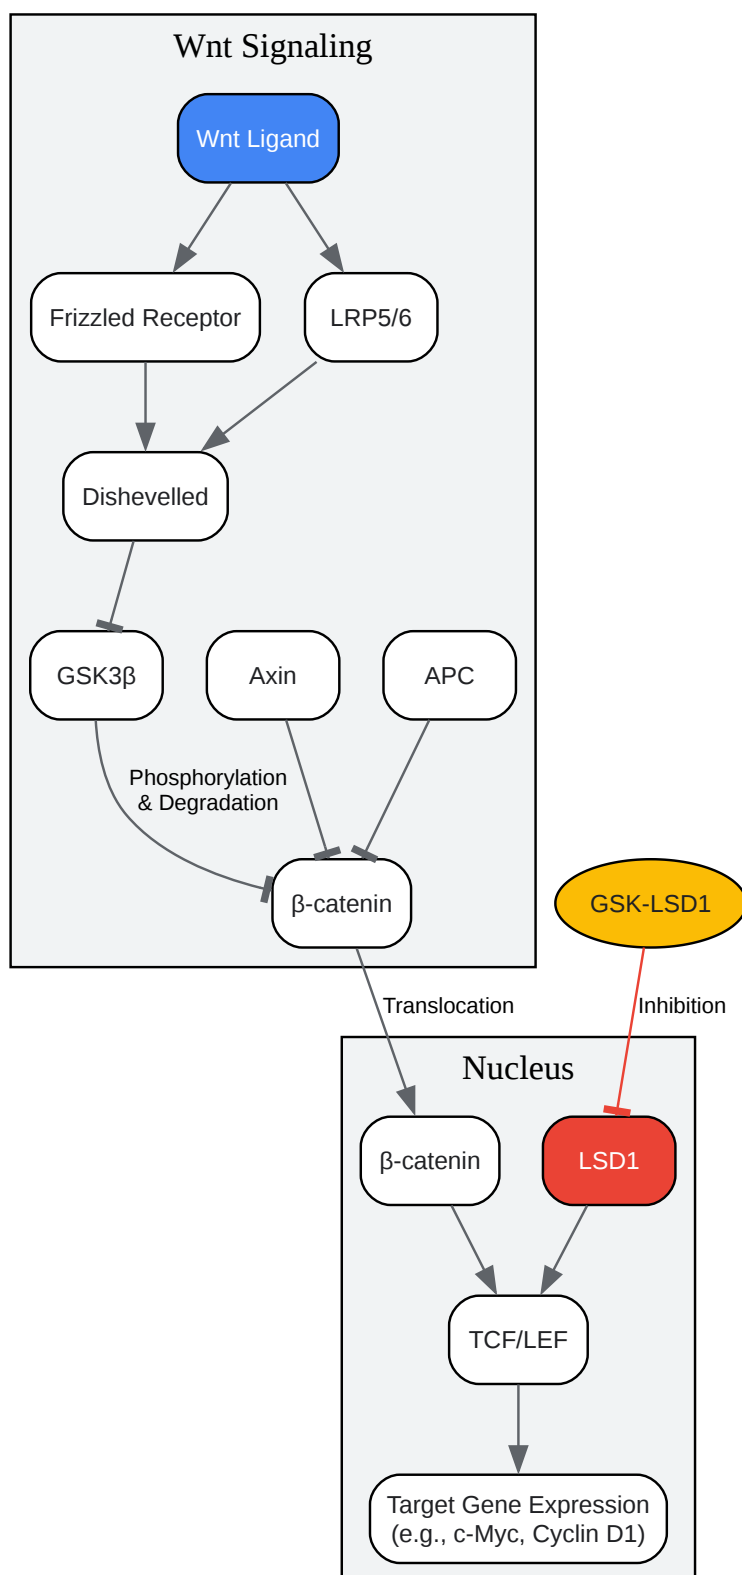 Wnt Signaling
Wnt Ligand
Frizzled Receptor
LRP5/6
Dishevelled
GSK3β
Axin
APC
Phosphorylation
& Degradation
β-catenin
GSK-LSD1
Translocation
Inhibition
Nucleus
β-catenin
LSD1
TCF/LEF
Target Gene Expression
(e.g., c-Myc, Cyclin D1)